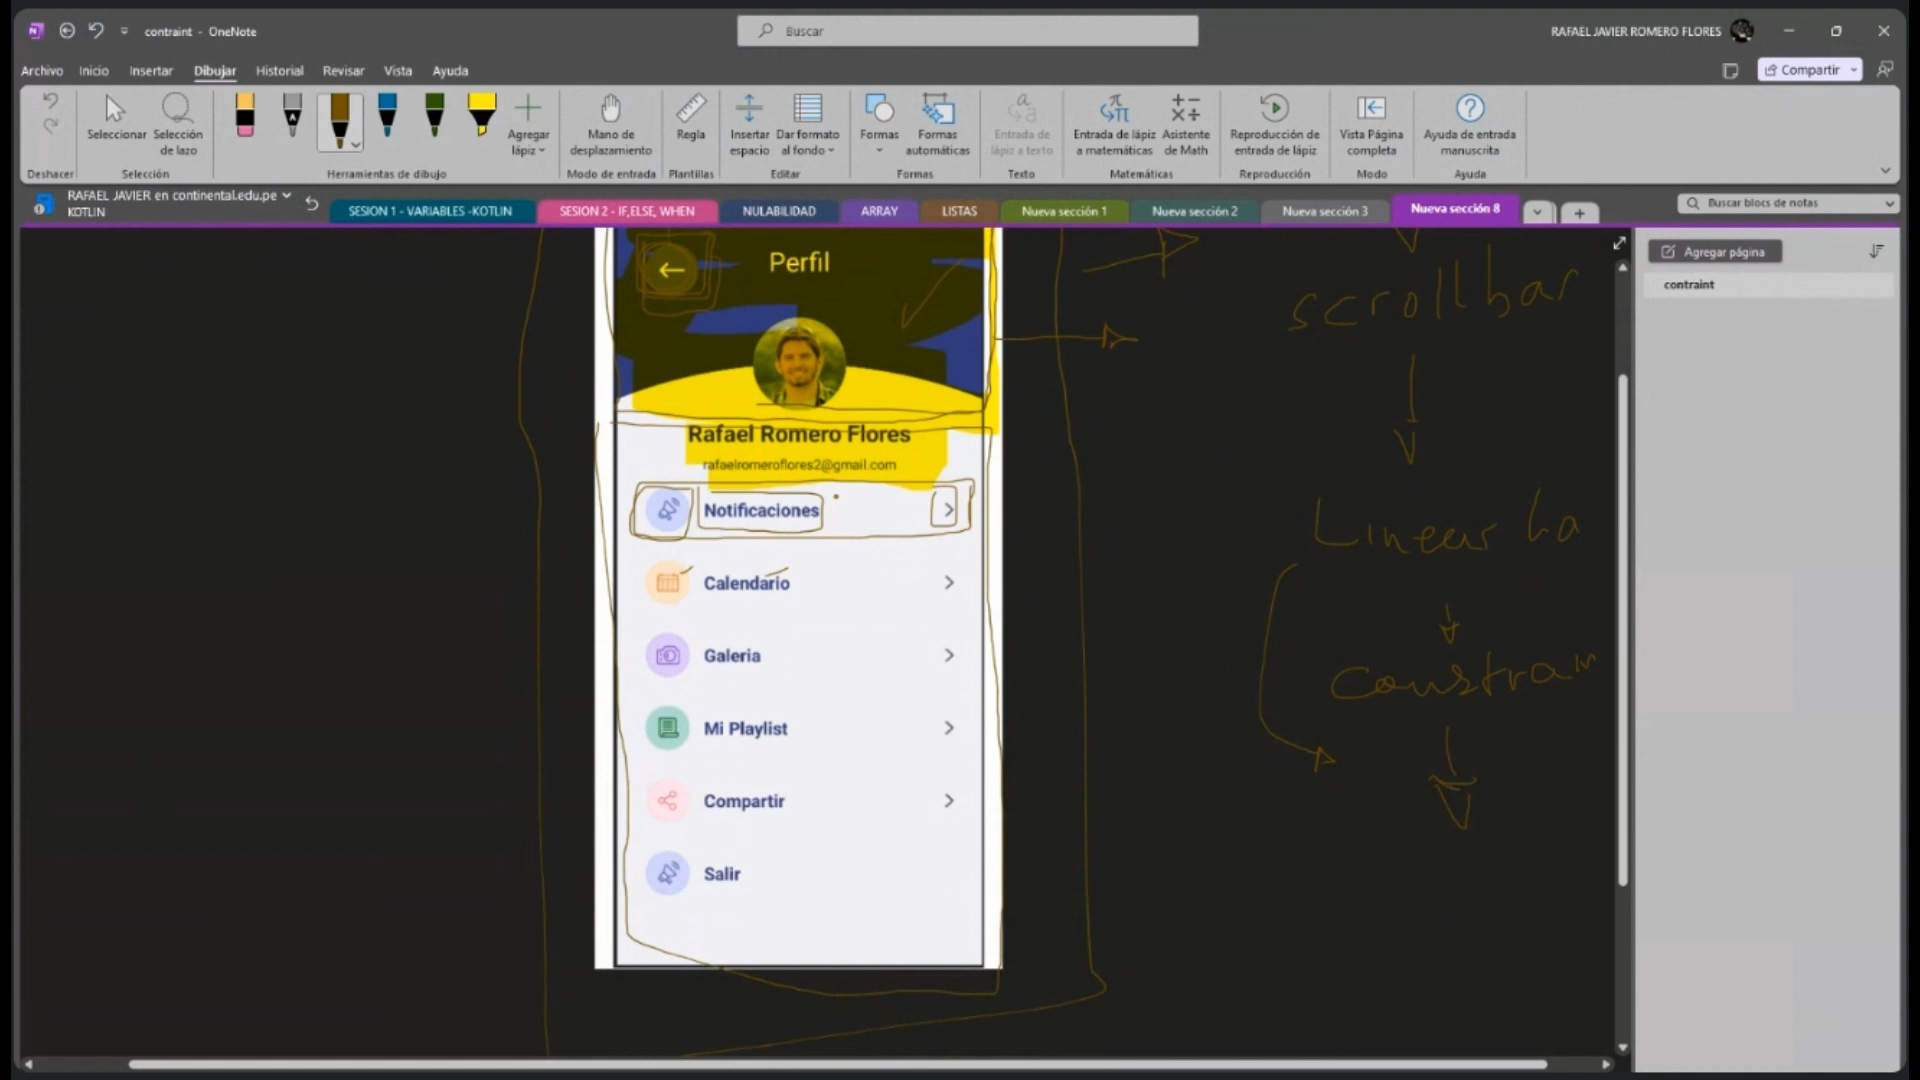 contraint - OneNote
Buscar
RAFAEL JAVIER ROMERO FLORES
Archivo Inicio Insertar Dibujar Historial Revisar Vista Ayuda
Compartir
Seleccionar
Selección de lazo
Agregar lápiz
Mano de desplazamiento
Regla
Insertar espacio
Dar formato al fondo
Formas
Formas automáticas
Entrada de lápiz a texto
Entrada de lápiz a matemáticas
Asistente de Math
Reproducción de entrada de lápiz
Vista Página completa
Ayuda de entrada manuscrita
Deshacer Selección Herramientas de dibujo Modo de entrada Plantillas Editar Formas Texto Matemáticas Reproducción Modo Ayuda
RAFAEL JAVIER en continental.edu.pe
KOTLIN
SESION 1 - VARIABLES -KOTLIN
SESION 2 - IF,ELSE, WHEN
NULABILIDAD
ARRAY
LISTAS
Nueva sección 1
Nueva sección 2
Nueva sección 3
Nueva sección 8
Buscar blocs de notas
Agregar página
contraint
Perfil
Rafael Romero Flores
rafaelromeroflores2@gmail.com
Notificaciones
Calendario
Galeria
Mi Playlist
Compartir
Salir
scrollbar
Linear La
Constrain